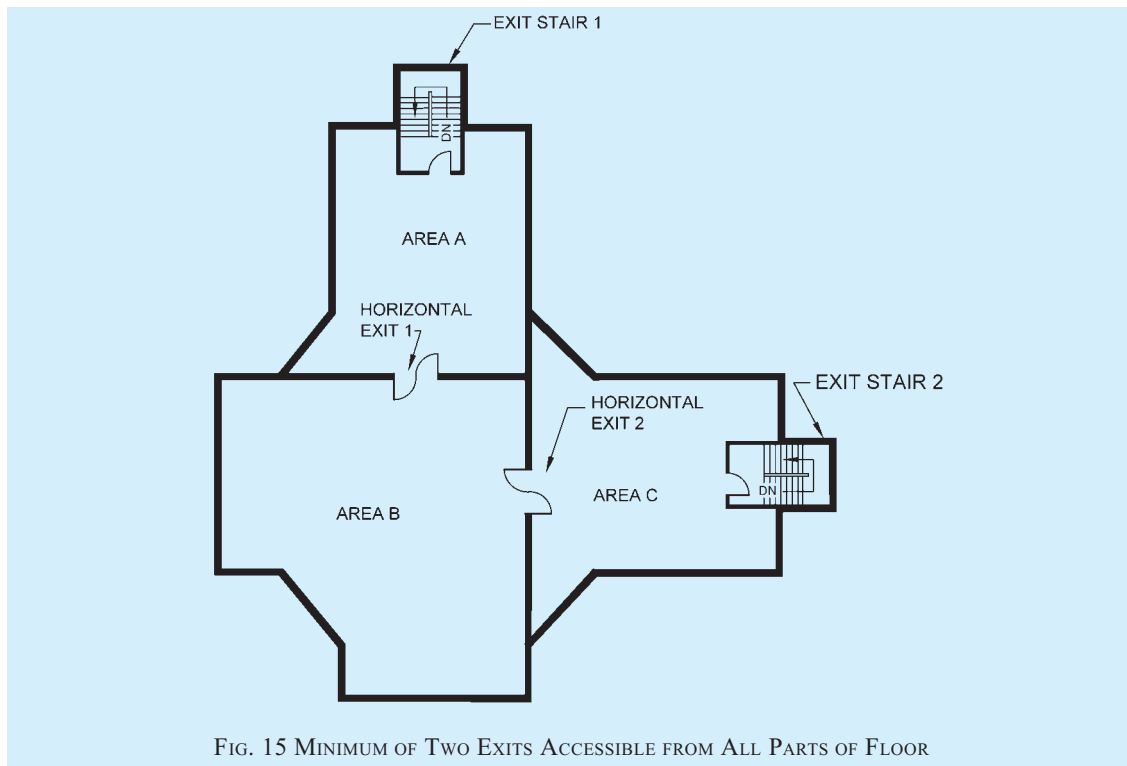 EXIT STAIR 1
DN
AREA A
HORIZONTAL
EXIT 1
EXIT STAIR 2
HORIZONTAL
EXIT 2
DN
AREA C
AREA B
FIG. 15 MINIMUM OF TWO EXITS ACCESSIBLE FROM ALL PARTS OF FLOOR